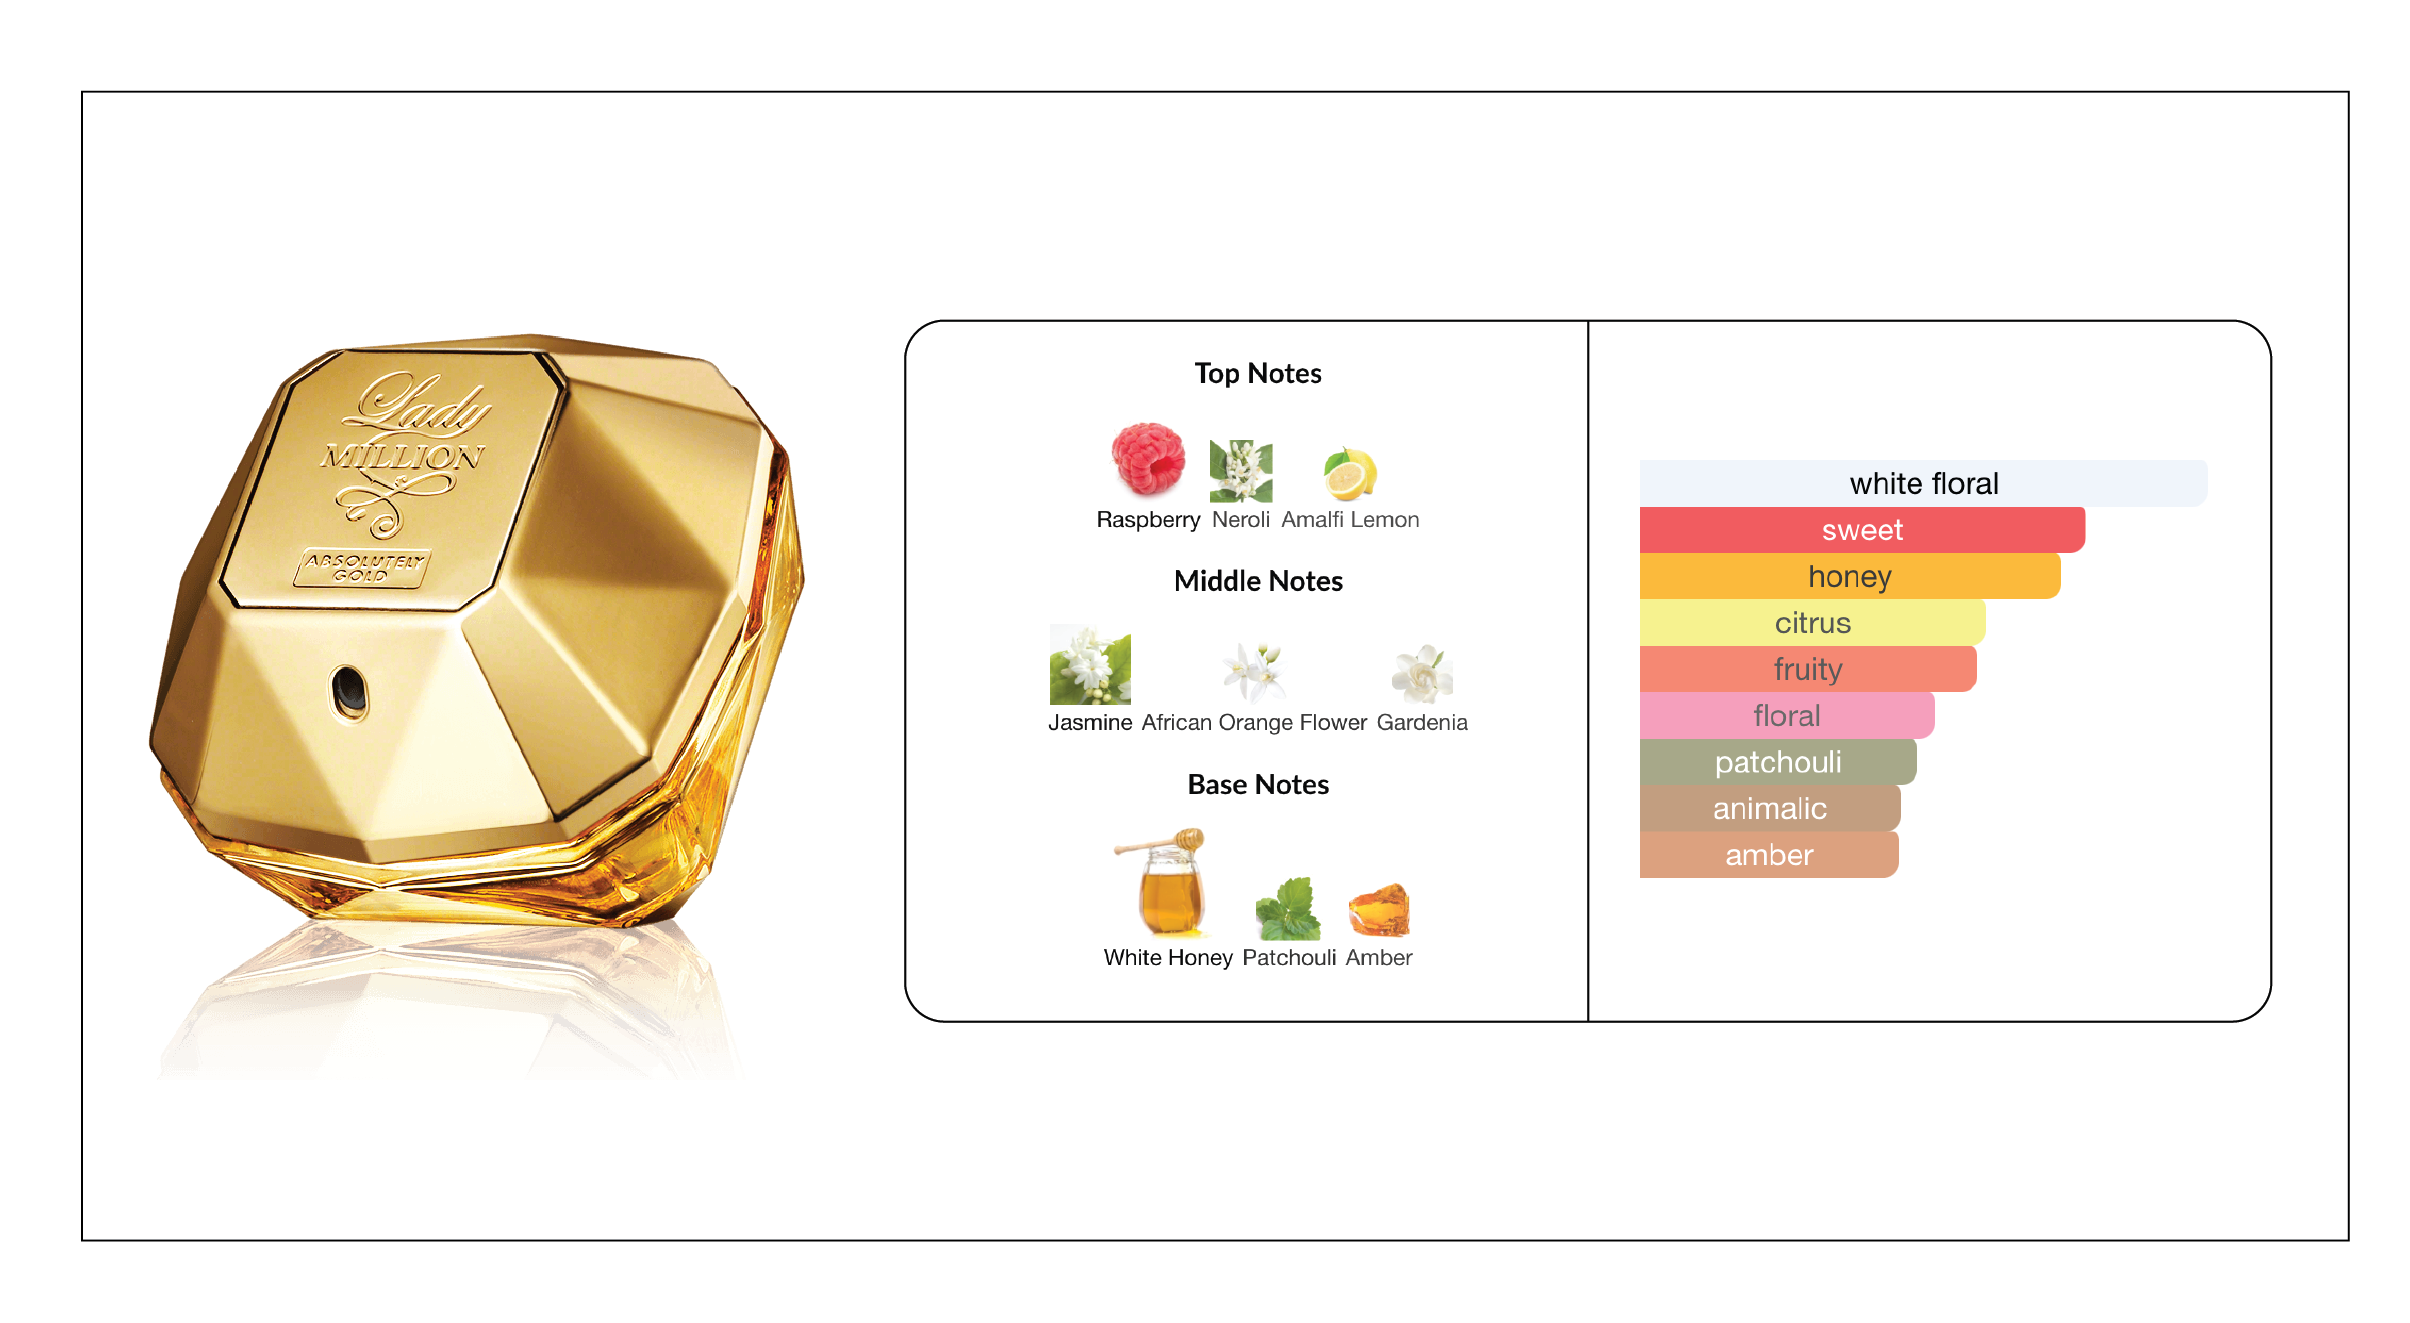 Lady
MILLION
ABSOLUTELY
GOLD
Top Notes
Raspberry Neroli Amalfi Lemon
Middle Notes
Jasmine African Orange Flower Gardenia
Base Notes
White Honey Patchouli Amber
white floral
sweet
honey
citrus
fruity
floral
patchouli
animalic
amber